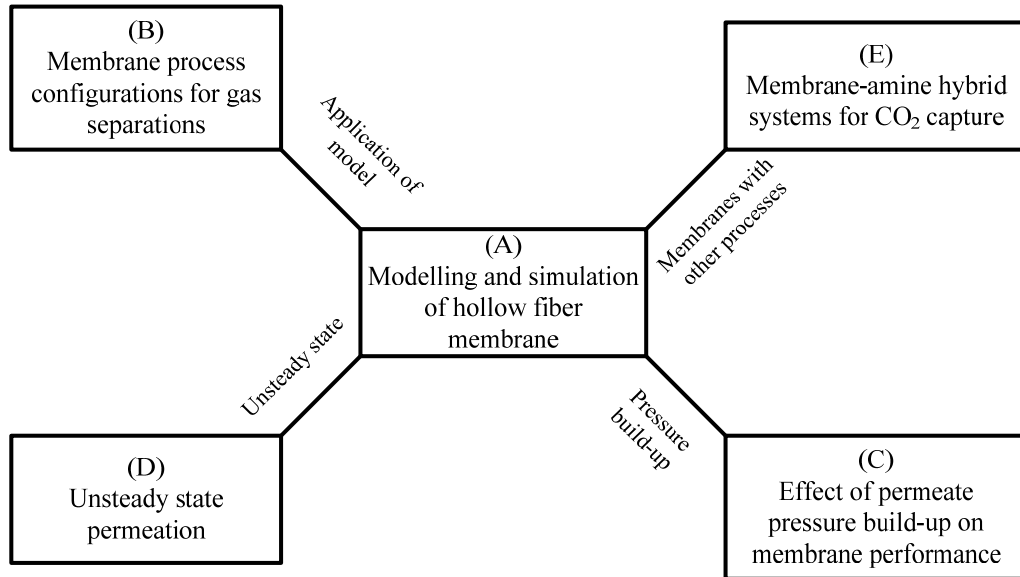 (B)
Membrane process
configurations for gas
separations
Application of
model
(E)
Membrane-amine hybrid
systems for CO₂ capture
Membranes with
other processes
(A)
Modelling and simulation
of hollow fiber
membrane
Unsteady state
(D)
Unsteady state
permeation
Pressure
build-up
(C)
Effect of permeate
pressure build-up on
membrane performance